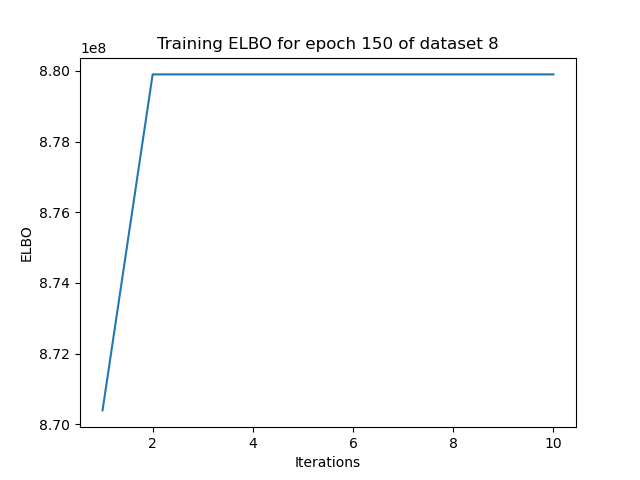 Training ELBO for epoch 150 of dataset 8
1e8
8.80
8.78
8.76
8.74
8.72
8.70
ELBO
2 4 6 8 10
Iterations